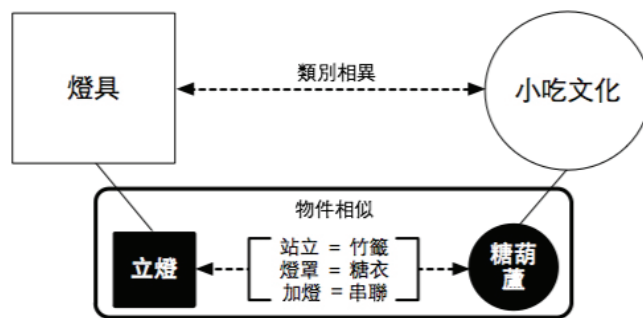 燈具
類別相異
小吃文化
物件相似
立燈
站立 = 竹籤
燈罩 = 糖衣
加燈 = 串聯
糖葫
蘆